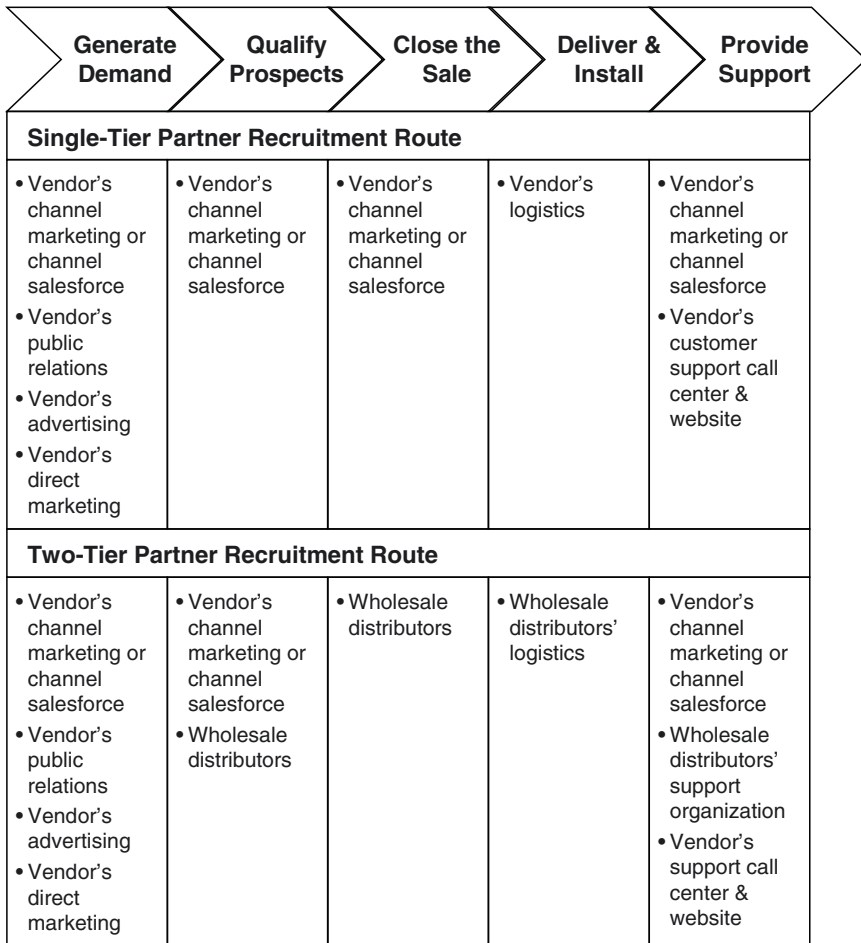 Generate
Demand
Qualify
Prospects
Close the
Sale
Deliver &
Install
Provide
Support
Single-Tier Partner Recruitment Route
• Vendor’s
channel
marketing or
channel
salesforce
• Vendor’s
public
relations
• Vendor’s
advertising
• Vendor’s
direct
marketing
• Vendor’s
channel
marketing or
channel
salesforce
• Vendor’s
channel
marketing or
channel
salesforce
• Vendor’s
logistics
• Vendor’s
channel
marketing or
channel
salesforce
• Vendor’s
customer
support call
center &
website
Two-Tier Partner Recruitment Route
• Vendor’s
channel
marketing or
channel
salesforce
• Vendor’s
public
relations
• Vendor’s
advertising
• Vendor’s
direct
marketing
• Vendor’s
channel
marketing or
channel
salesforce
• Wholesale
distributors
• Wholesale
distributors
• Wholesale
distributors’
logistics
• Vendor’s
channel
marketing or
channel
salesforce
• Wholesale
distributors’
support
organization
• Vendor’s
support call
center &
website